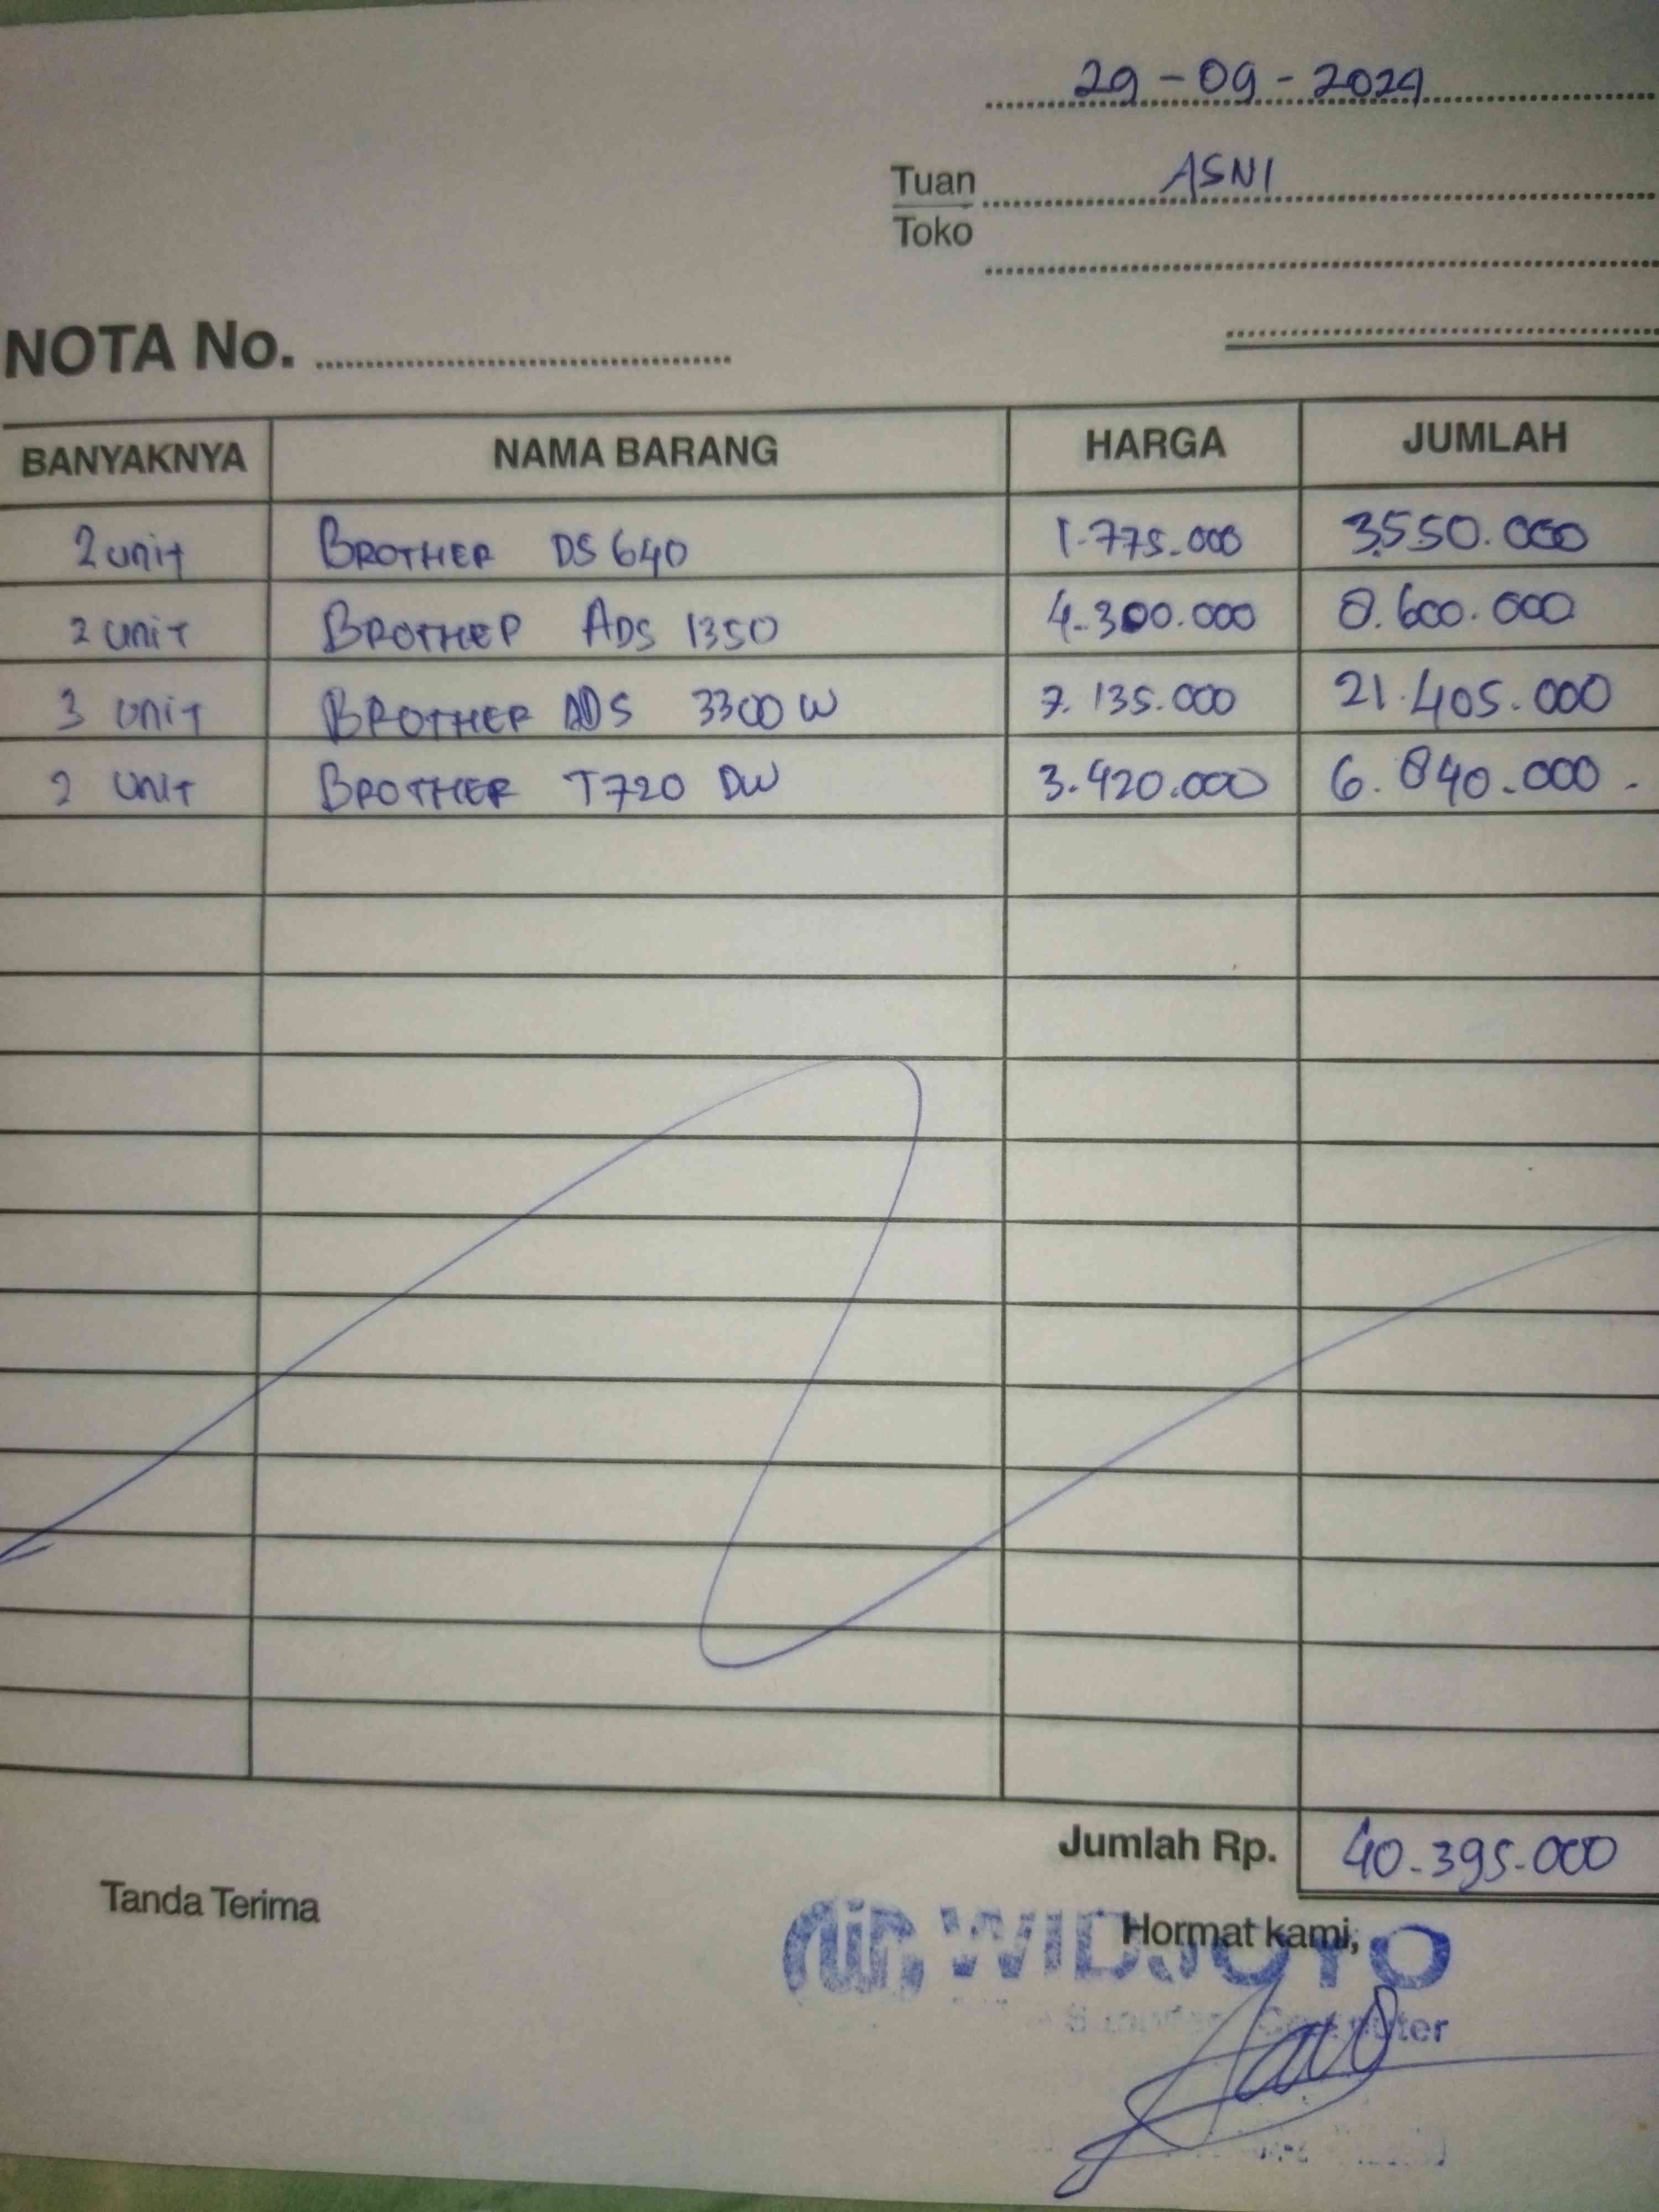 29-09-2024
Tuan ASNI
Toko
NOTA No.
BANYAKNYA NAMA BARANG HARGA JUMLAH
2 unit BROTHER DS 640 1.775.000 3.550.000
2 unit BROTHER ADS 1350 4.300.000 8.600.000
3 unit BROTHER ADS 3300 W 7.135.000 21.405.000
2 unit BROTHER T720 DW 3.420.000 6.840.000.
Jumlah Rp. 40.395.000
Tanda Terima
Hormat kami,
WIDJOYO
Computer